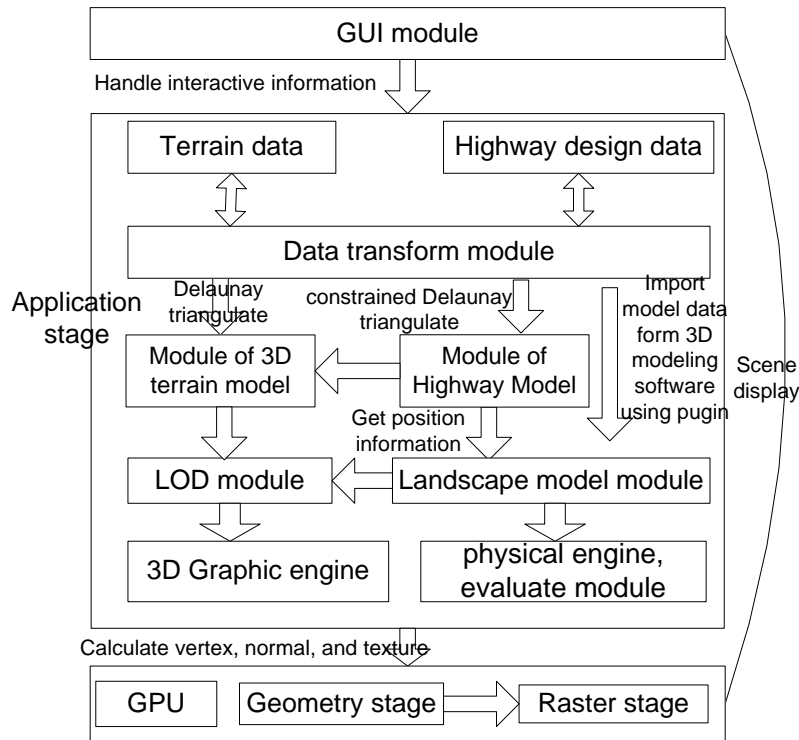 GUI module
Handle interactive information
Terrain data
Highway design data
Data transform module
Application
stage
Delaunay
triangulate
constrained Delaunay
triangulate
Import
model data
form 3D
modeling
software
using pugin
Scene
display
Module of 3D
terrain model
Module of
Highway Model
Get position
information
LOD module
Landscape model module
3D Graphic engine
physical engine,
evaluate module
Calculate vertex, normal, and texture
GPU
Geometry stage
Raster stage